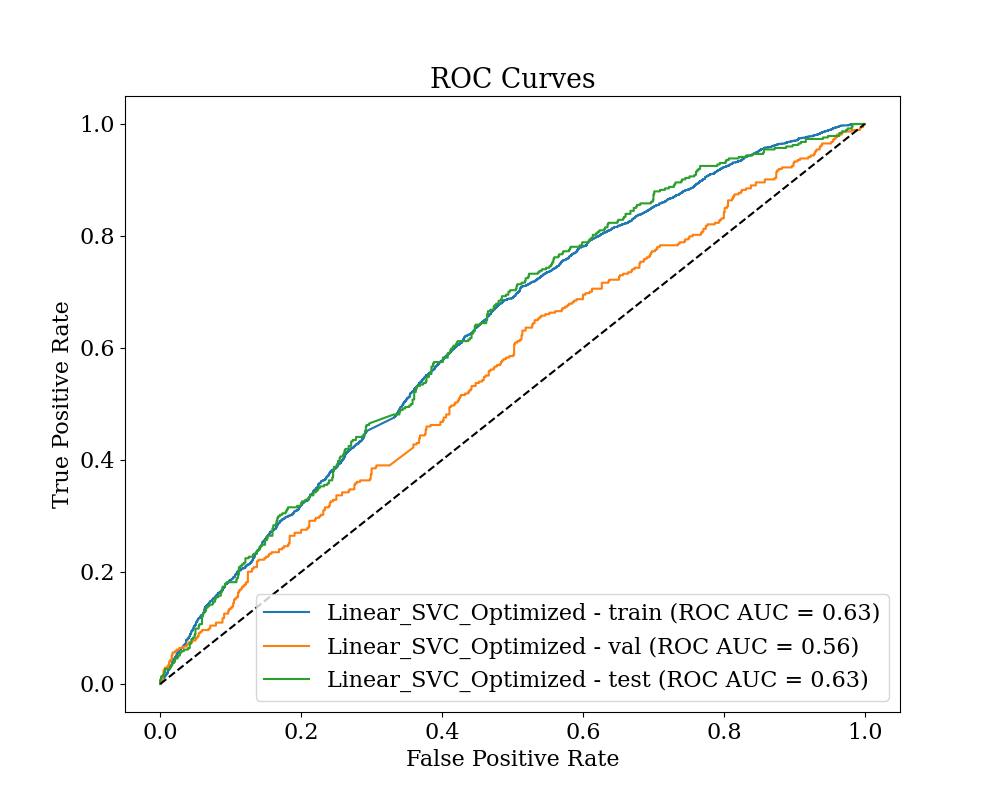 ROC Curves
True Positive Rate
1.0
0.8
0.6
0.4
0.2
0.0
Linear_SVC_Optimized - train (ROC AUC = 0.63)
Linear_SVC_Optimized - val (ROC AUC = 0.56)
Linear_SVC_Optimized - test (ROC AUC = 0.63)
0.0 0.2 0.4 0.6 0.8 1.0
False Positive Rate